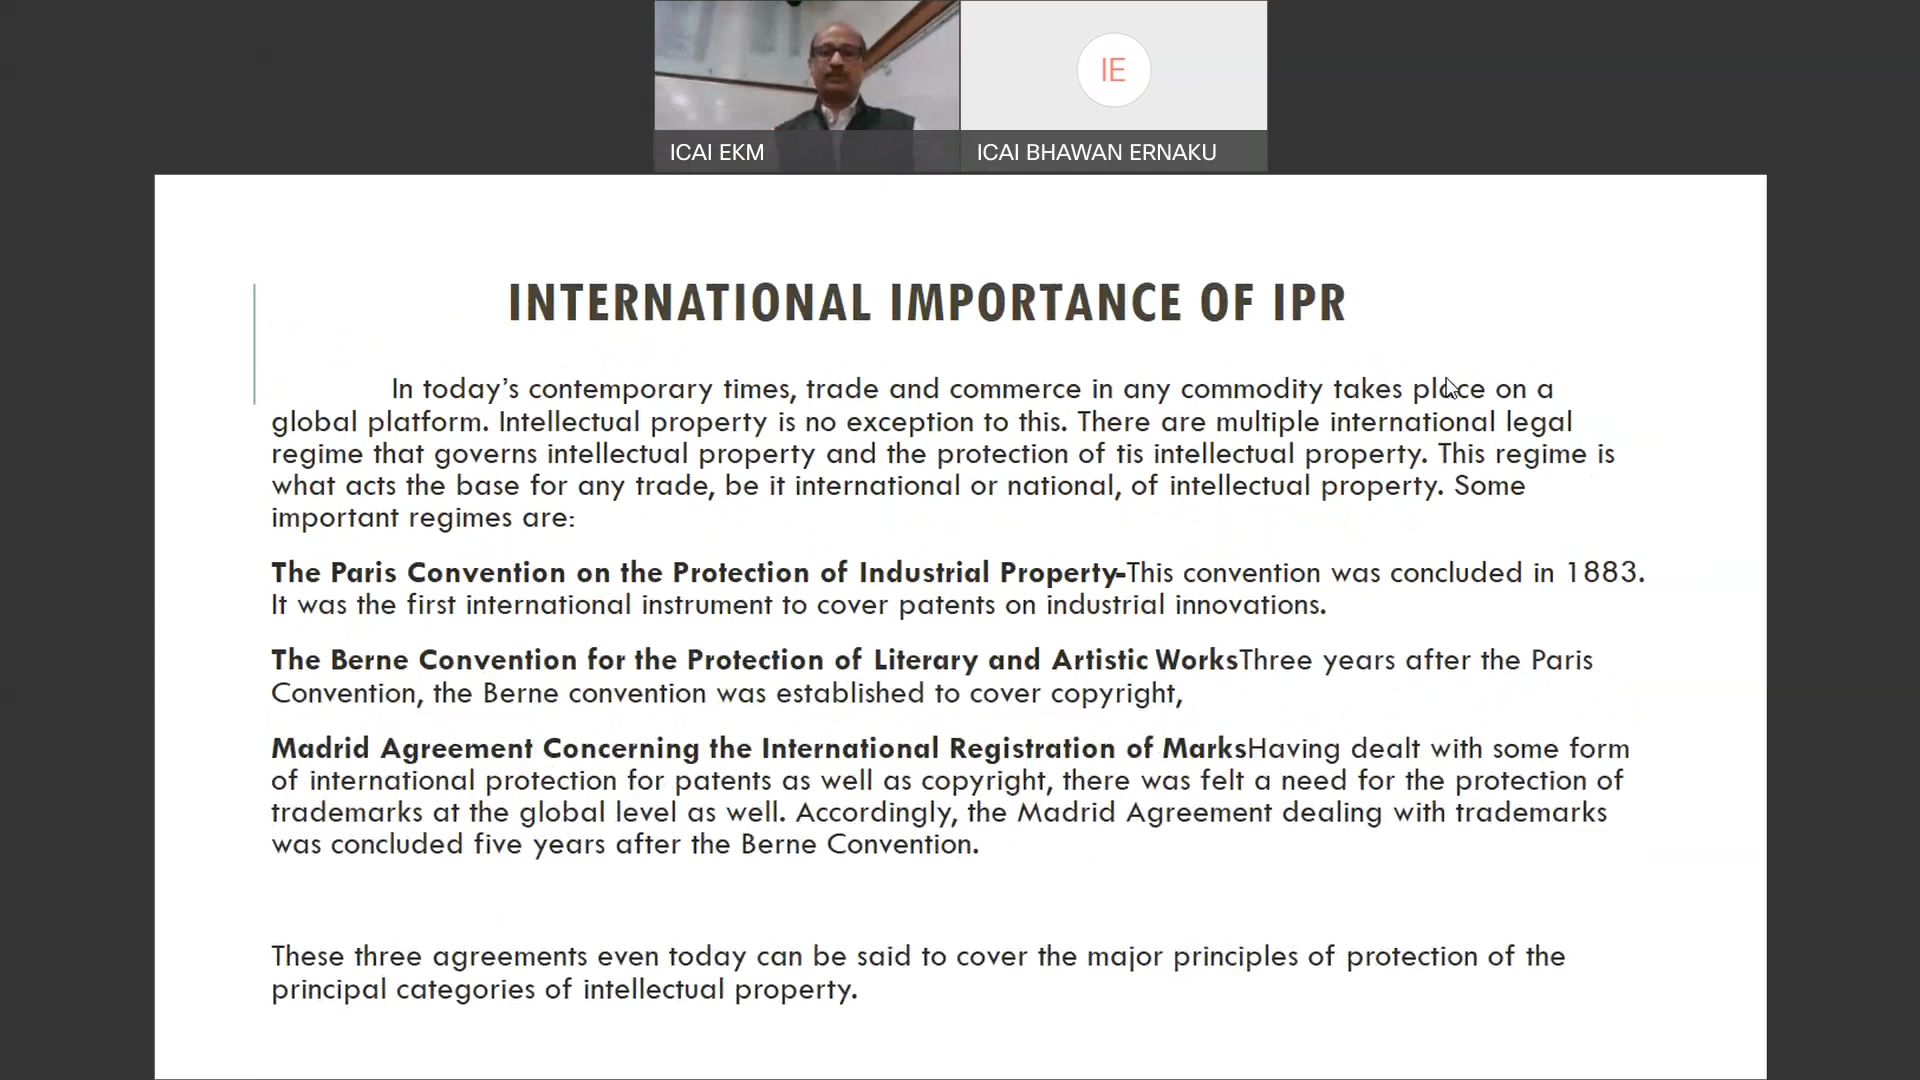 IE
ICAI EKM
ICAI BHAWAN ERNAKU
INTERNATIONAL IMPORTANCE OF IPR
In today’s contemporary times, trade and commerce in any commodity takes place on a
global platform. Intellectual property is no exception to this. There are multiple international legal
regime that governs intellectual property and the protection of tis intellectual property. This regime is
what acts the base for any trade, be it international or national, of intellectual property. Some
important regimes are:
The Paris Convention on the Protection of Industrial Property-This convention was concluded in 1883.
It was the first international instrument to cover patents on industrial innovations.
The Berne Convention for the Protection of Literary and Artistic WorksThree years after the Paris
Convention, the Berne convention was established to cover copyright,
Madrid Agreement Concerning the International Registration of MarksHaving dealt with some form
of international protection for patents as well as copyright, there was felt a need for the protection of
trademarks at the global level as well. Accordingly, the Madrid Agreement dealing with trademarks
was concluded five years after the Berne Convention.
These three agreements even today can be said to cover the major principles of protection of the
principal categories of intellectual property.